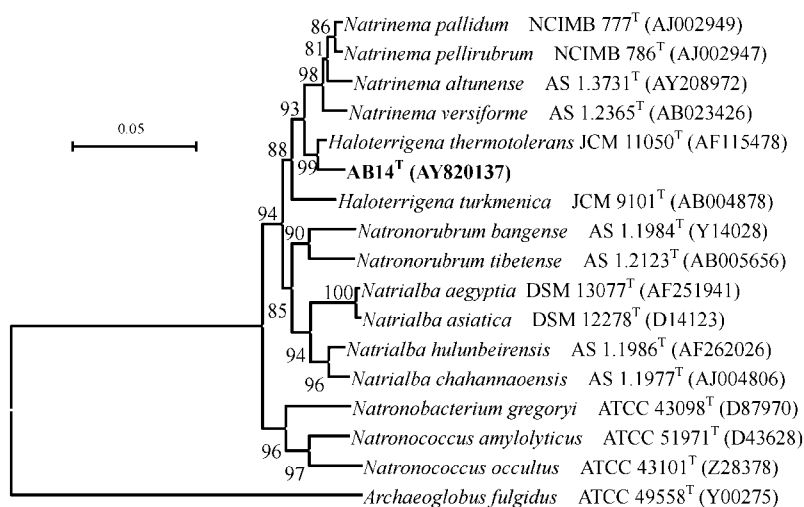 86 Natrinema pallidum NCIMB 777ᵀ (AJ002949)
81 Natrinema pellirubrum NCIMB 786ᵀ (AJ002947)
98 Natrinema altunense AS 1.3731ᵀ (AY208972)
93 Natrinema versiforme AS 1.2365ᵀ (AB023426)
0.05
88 Haloterrigena thermotolerans JCM 11050ᵀ (AF115478)
99 AB14ᵀ (AY820137)
Haloterrigena turkmenica JCM 9101ᵀ (AB004878)
94
90 Natronorubrum bangense AS 1.1984ᵀ (Y14028)
Natronorubrum tibetense AS 1.2123ᵀ (AB005656)
100 Natrialba aegyptia DSM 13077ᵀ (AF251941)
85 Natrialba asiatica DSM 12278ᵀ (D14123)
94 Natrialba hulunbeirensis AS 1.1986ᵀ (AF262026)
96 Natrialba chahannaoensis AS 1.1977ᵀ (AJ004806)
Natronobacterium gregoryi ATCC 43098ᵀ (D87970)
96 Natronococcus amylolyticus ATCC 51971ᵀ (D43628)
97 Natronococcus occultus ATCC 43101ᵀ (Z28378)
Archaeoglobus fulgidus ATCC 49558ᵀ (Y00275)